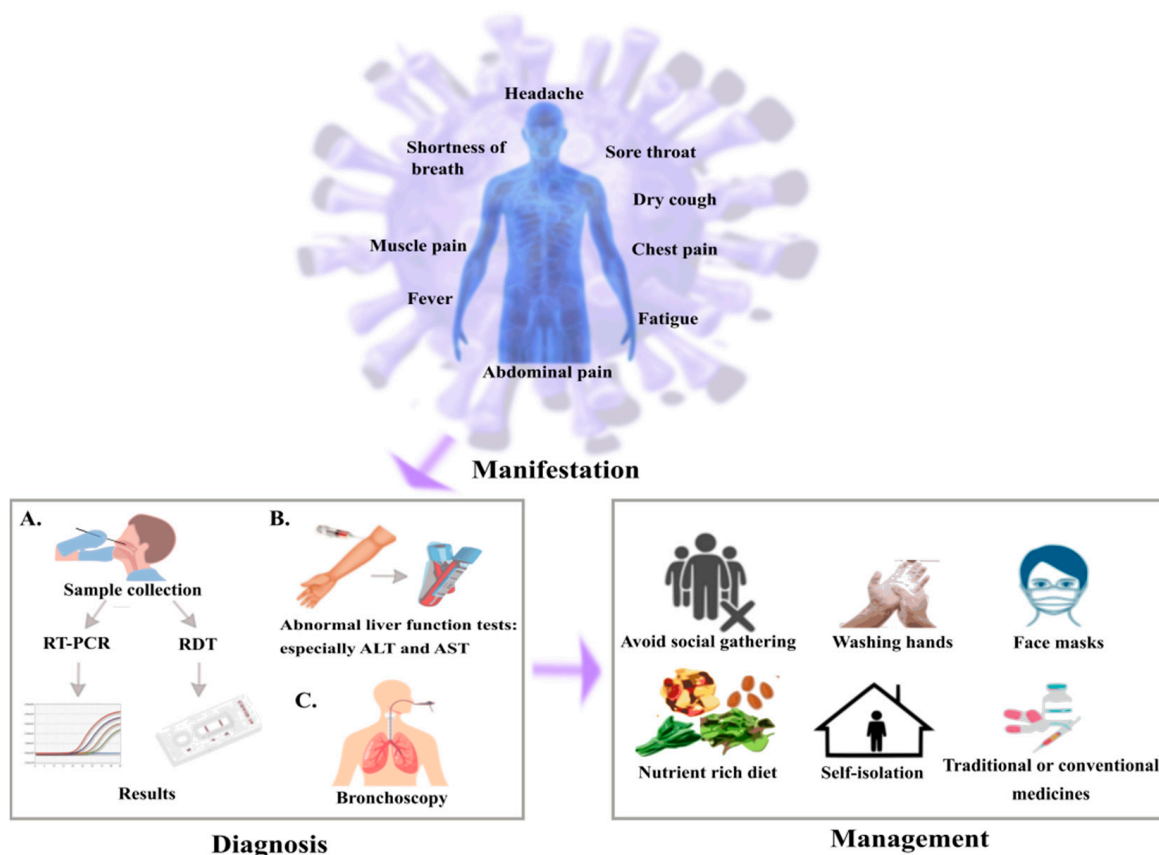 Headache
Shortness of
breath
Sore throat
Dry cough
Muscle pain
Chest pain
Fever
Fatigue
Abdominal pain
Manifestation
A.
Sample collection
RT-PCR
RDT
Results
B.
Abnormal liver function tests:
especially ALT and AST
C.
Bronchoscopy
Diagnosis
Avoid social gathering
Washing hands
Face masks
Nutrient rich diet
Self-isolation
Traditional or conventional
medicines
Management